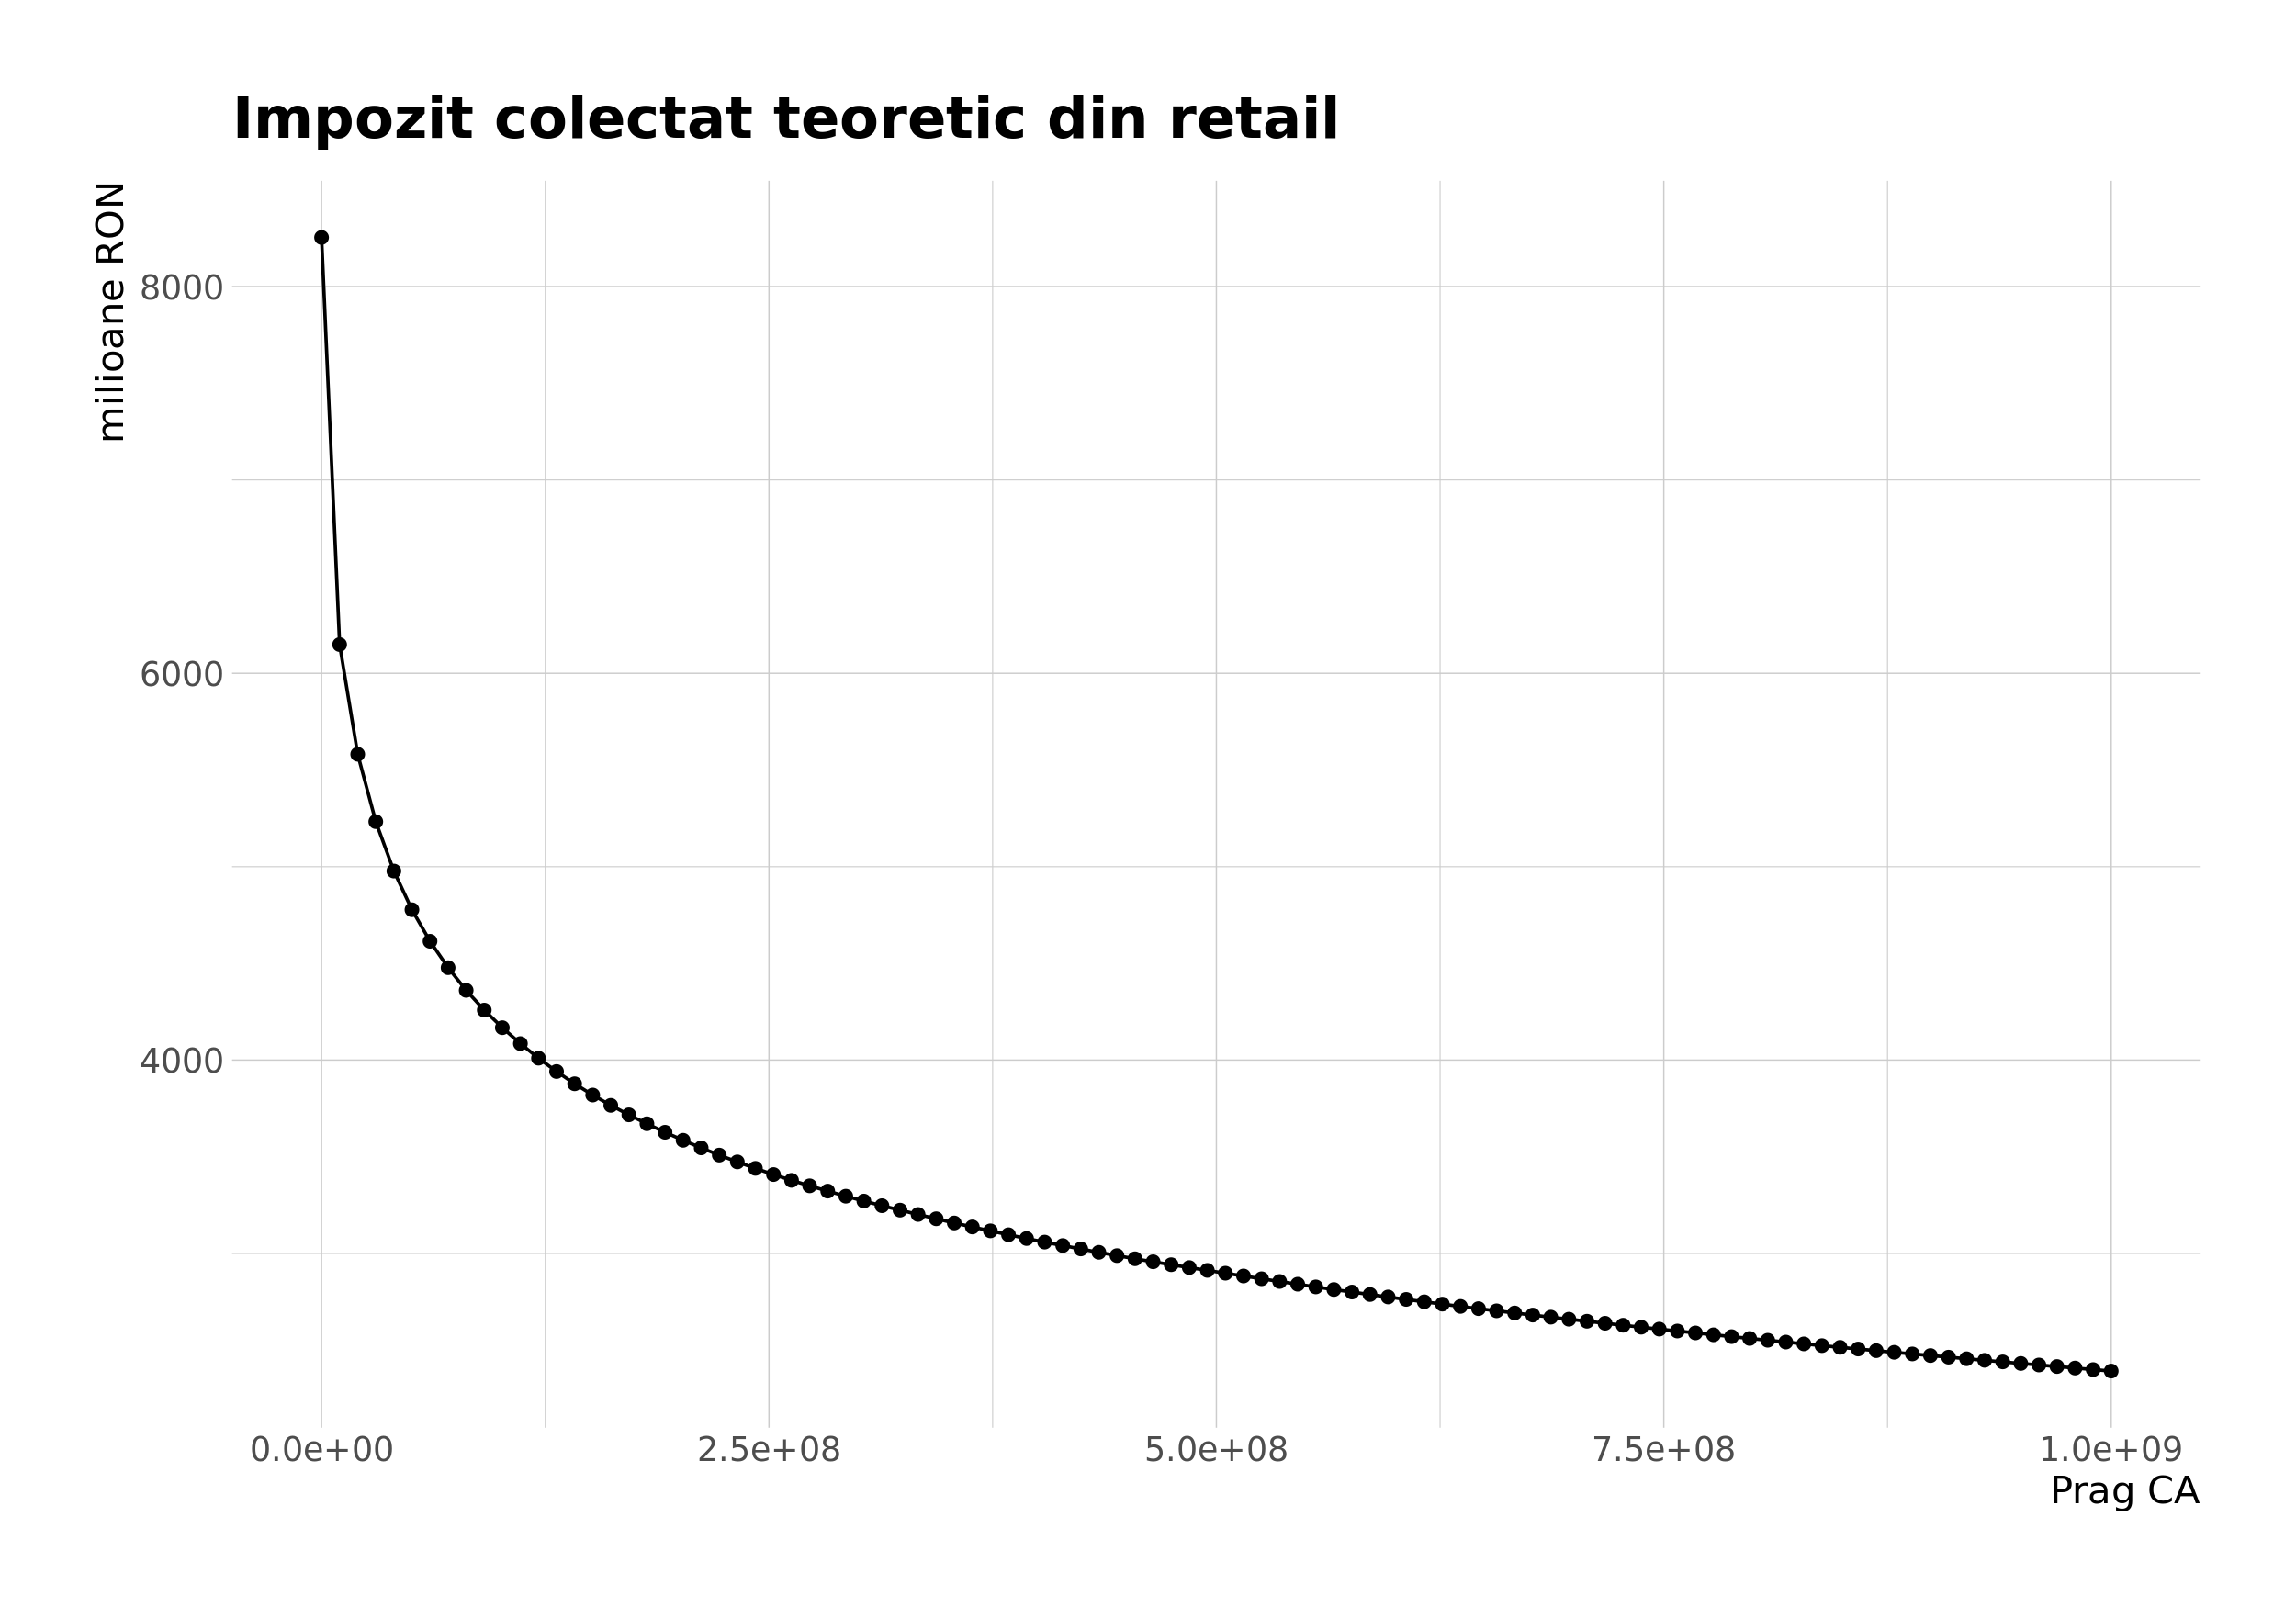 Impozit colectat teoretic din retail
milioane RON
8000
6000
4000
0.0e+00 2.5e+08 5.0e+08 7.5e+08 1.0e+09
Prag CA